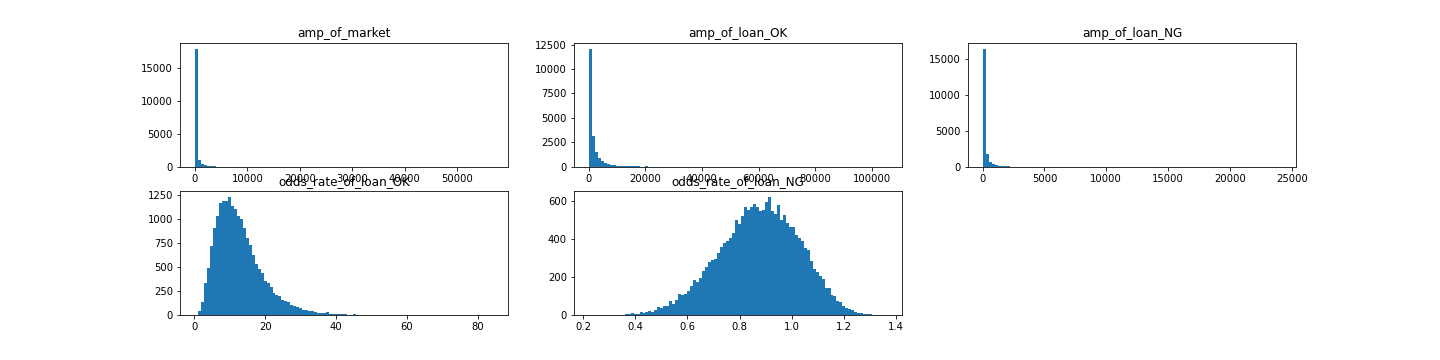 amp_of_market
amp_of_loan_OK
amp_of_loan_NG
15000
10000
5000
0
0 10000 20000 30000 40000 50000
12500
10000
7500
5000
2500
0
0 20000 40000 60000 80000 100000
15000
10000
5000
0
0 5000 10000 15000 20000 25000
odds_rate_of_loan_OK
odds_rate_of_loan_NG
1250
1000
750
500
250
0
0 20 40 60 80
600
400
200
0
0.2 0.4 0.6 0.8 1.0 1.2 1.4